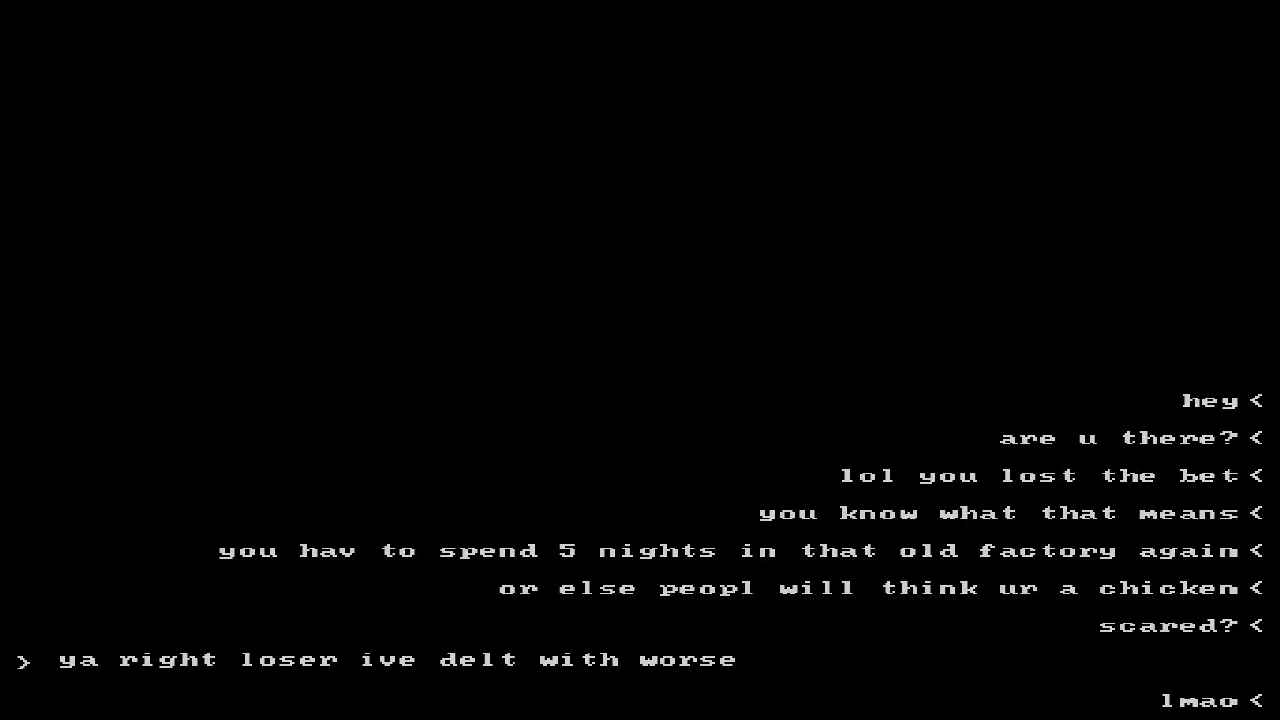 hey <
are u there? <
lol you lost the bet <
you know what that means <
you hav to spend 5 nights in that old factory again <
or else peopl will think ur a chicken <
scared? <
> ya right loser ive delt with worse
lmao <